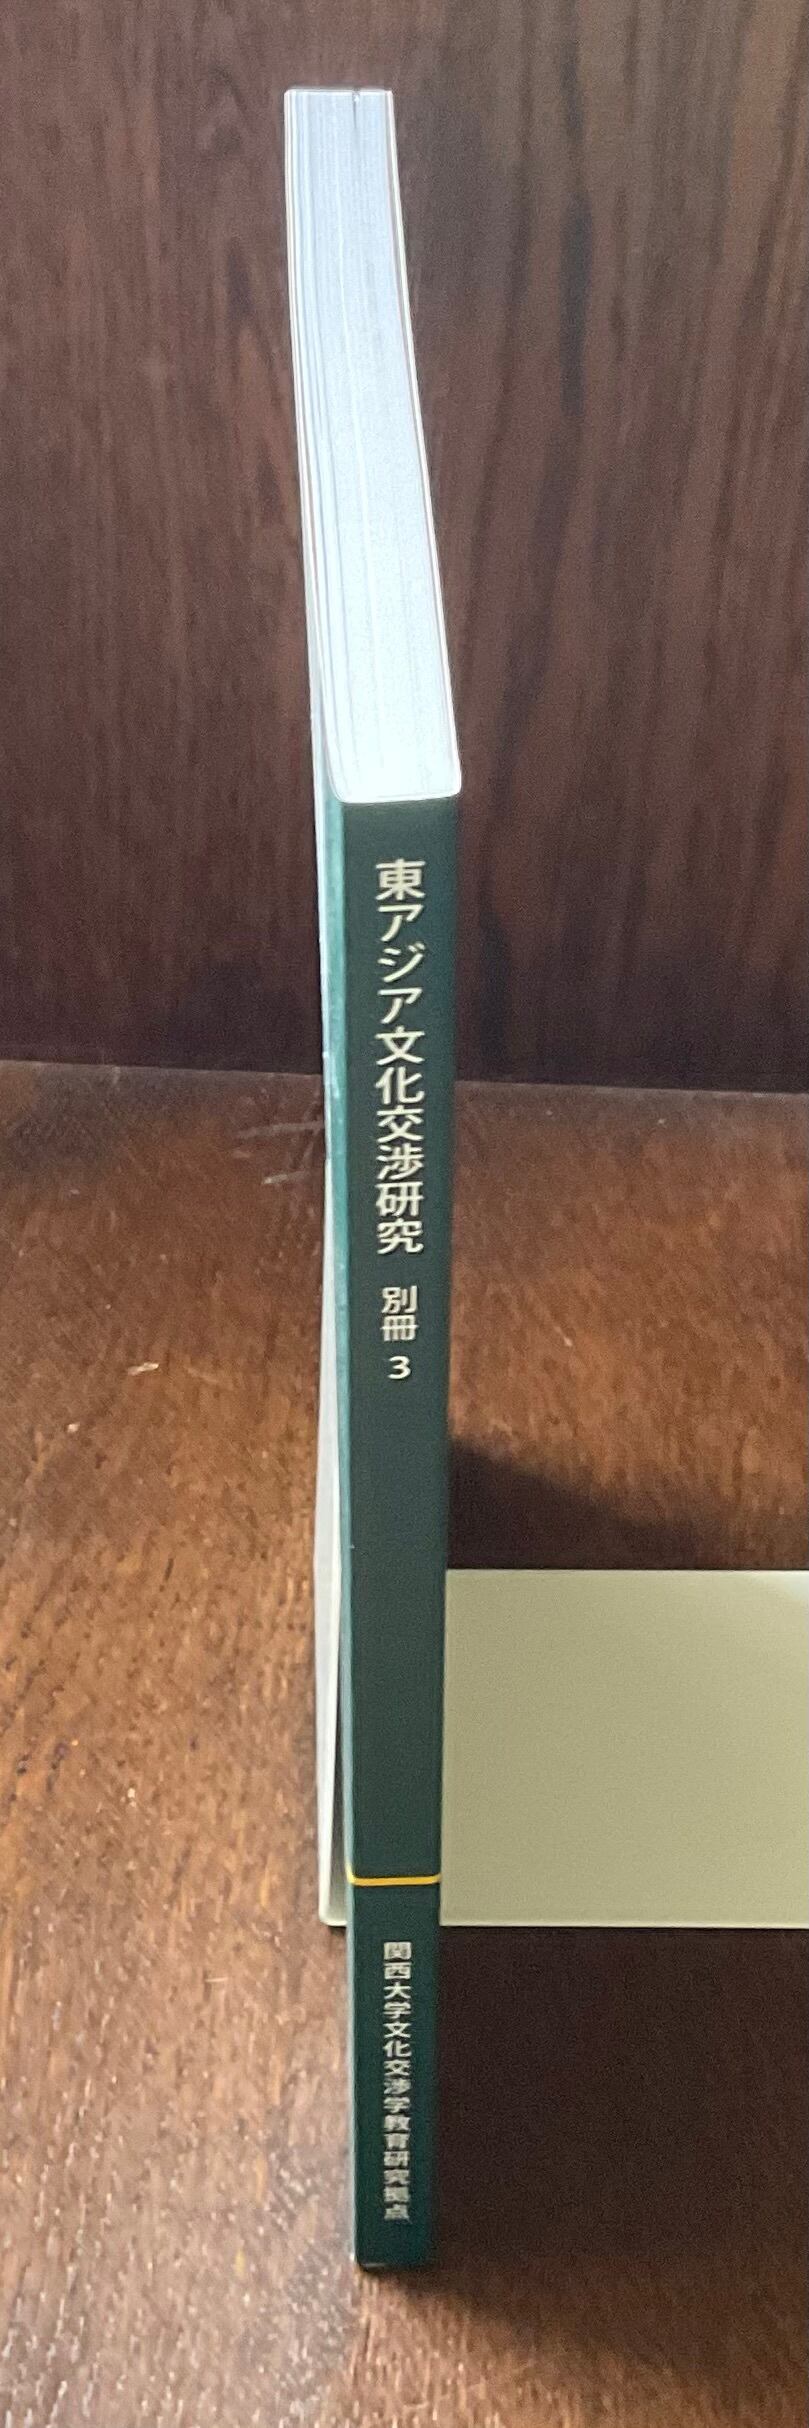 東アジア文化交渉研究 別冊 3
関西大学文化交渉学教育研究拠点